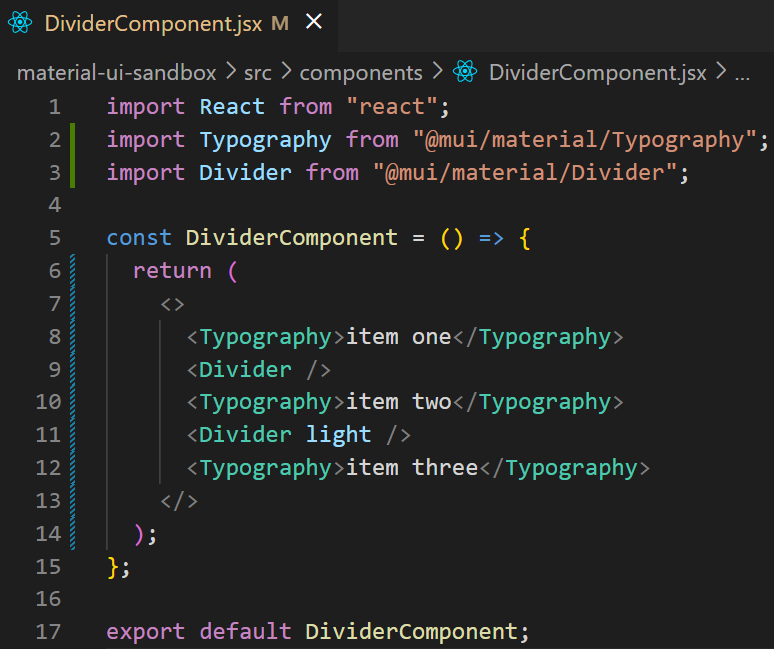 DividerComponent.jsx M ×
material-ui-sandbox > src > components > DividerComponent.jsx > ...
1 import React from "react";
2 import Typography from "@mui/material/Typography";
3 import Divider from "@mui/material/Divider";
4
5 const DividerComponent = () => {
6   return (
7     <>
8       <Typography>item one</Typography>
9       <Divider />
10       <Typography>item two</Typography>
11       <Divider light />
12       <Typography>item three</Typography>
13     </>
14   );
15 };
16
17 export default DividerComponent;